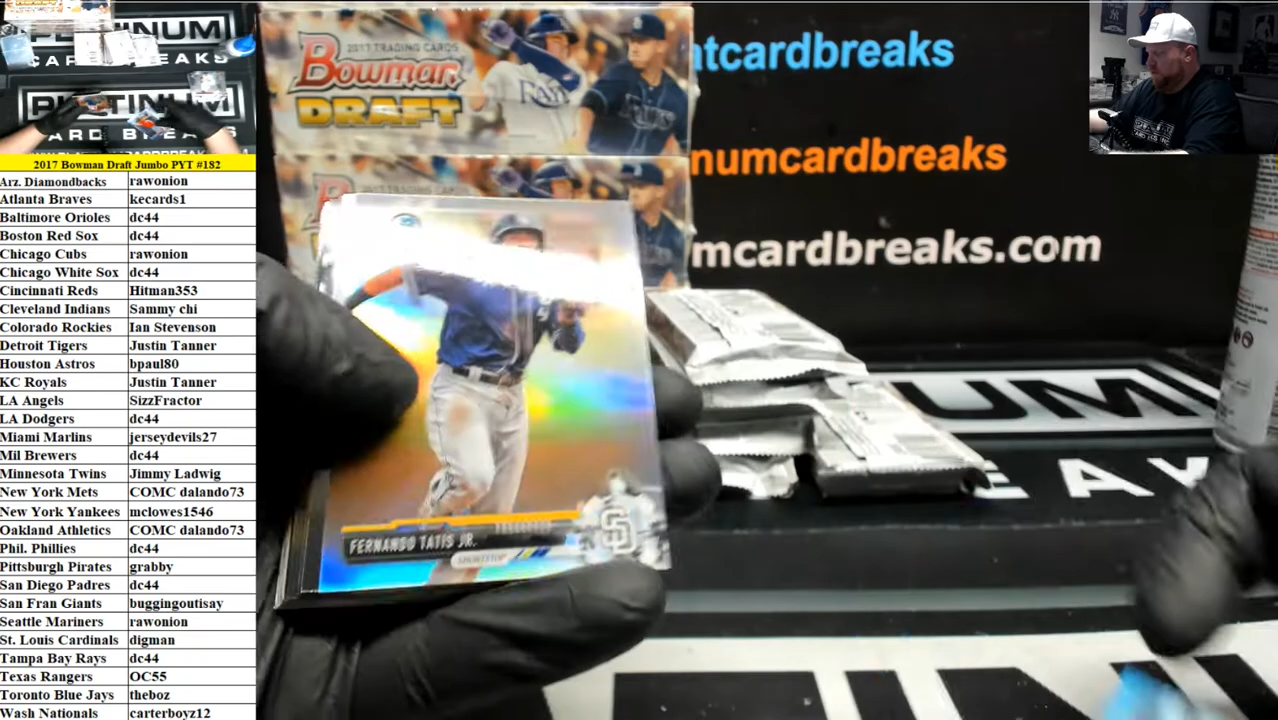 PLATINUM
CARD BREAKS
PLATINUM
CARD BREAKS
2017 Bowman Draft Jumbo PYT #182
Arz. Diamondbacks rawonion
Atlanta Braves kecards1
Baltimore Orioles dc44
Boston Red Sox dc44
Chicago Cubs rawonion
Chicago White Sox dc44
Cincinnati Reds Hitman353
Cleveland Indians Sammy chi
Colorado Rockies Ian Stevenson
Detroit Tigers Justin Tanner
Houston Astros bpaul80
KC Royals Justin Tanner
LA Angels SizzFractor
LA Dodgers dc44
Miami Marlins jerseydevils27
Mil Brewers dc44
Minnesota Twins Jimmy Ladwig
New York Mets COMC dalando73
New York Yankees mclowes1546
Oakland Athletics COMC dalando73
Phil. Phillies dc44
Pittsburgh Pirates grabby
San Diego Padres dc44
San Fran Giants buggingoutisay
Seattle Mariners rawonion
St. Louis Cardinals digman
Tampa Bay Rays dc44
Texas Rangers OC55
Toronto Blue Jays theboz
Wash Nationals carterboyz12
2017 TRADING CARDS
Bowman
DRAFT
RAYS
atcardbreaks
numcardbreaks
mcardbreaks.com
FERNANDO TATIS JR.
SHORTSTOP
SD
UM
EAK